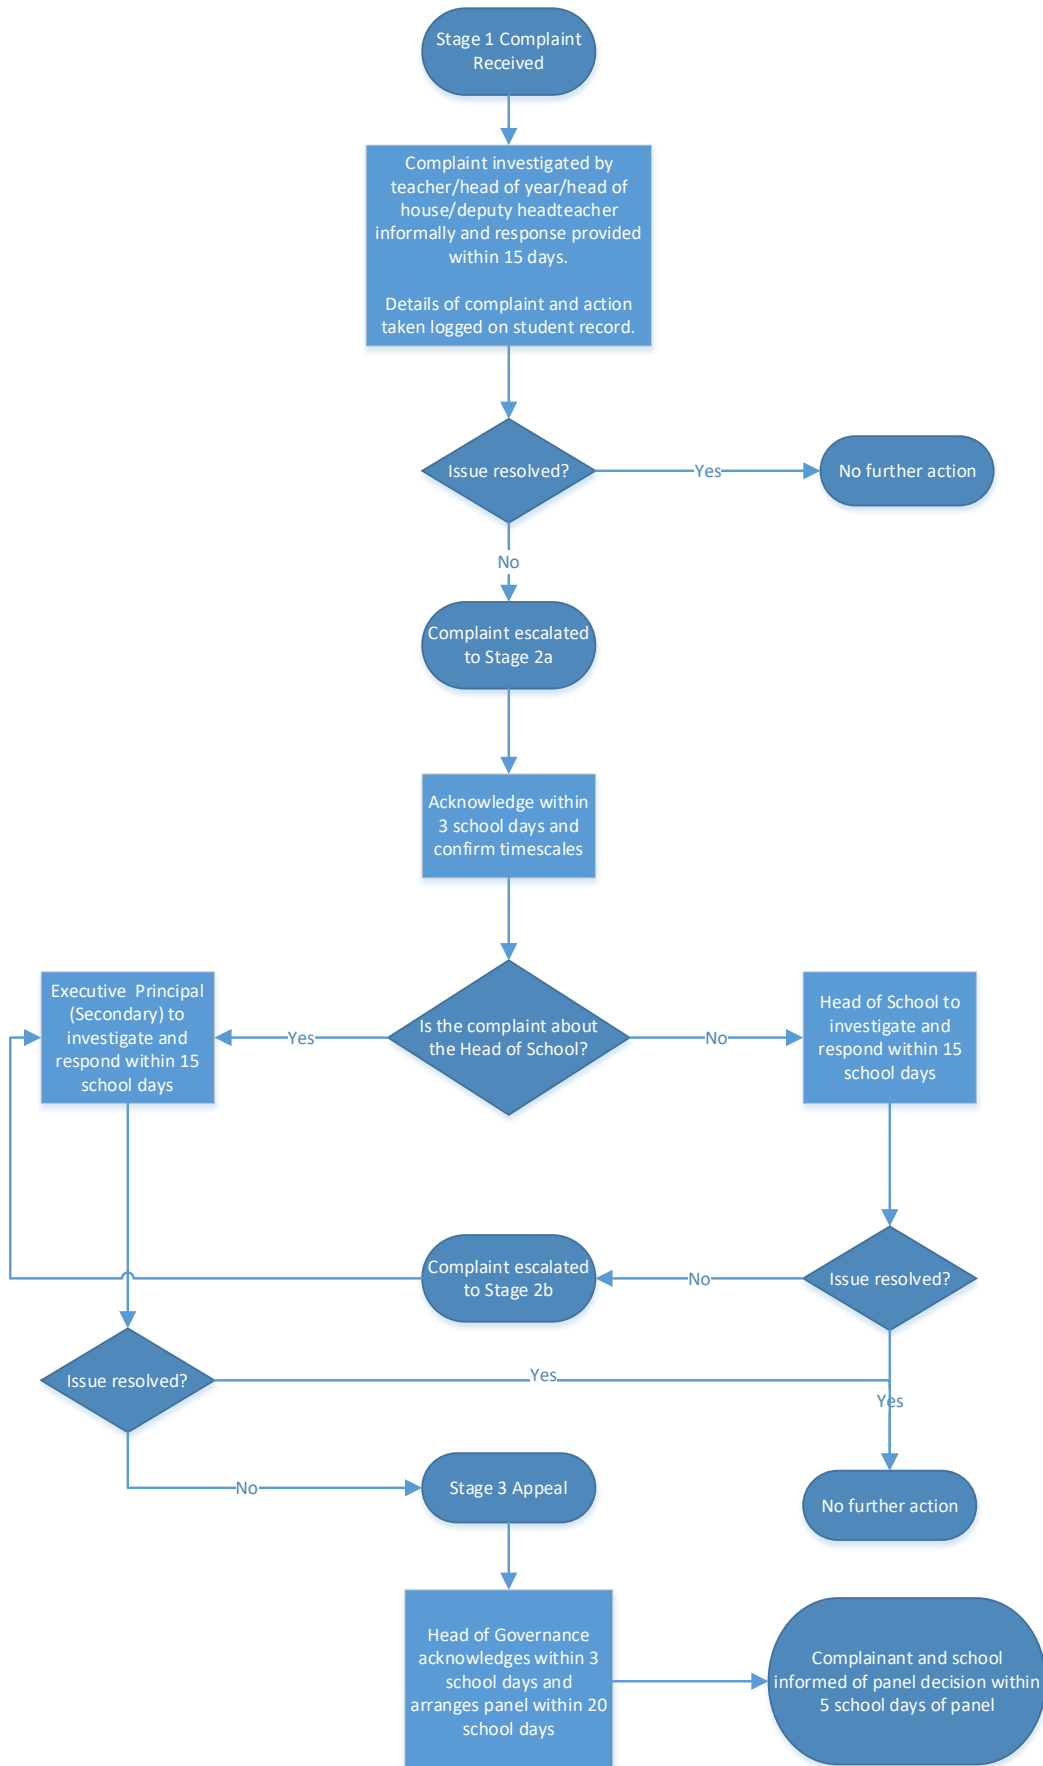 Stage 1 Complaint
Received
Complaint investigated by
teacher/head of year/head of
house/deputy headteacher
informally and response provided
within 15 days.
Details of complaint and action
taken logged on student record.
Issue resolved?
Yes
No further action
No
Complaint escalated
to Stage 2a
Acknowledge within
3 school days and
confirm timescales
Executive  Principal
(Secondary) to
investigate and
respond within 15
school days
Yes
Is the complaint about
the Head of School?
No
Head of School to
investigate and
respond within 15
school days
Complaint escalated
to Stage 2b
No
Issue resolved?
Issue resolved?
Yes
Yes
No
Stage 3 Appeal
No further action
Head of Governance
acknowledges within 3
school days and
arranges panel within 20
school days
Complainant and school
informed of panel decision within
5 school days of panel